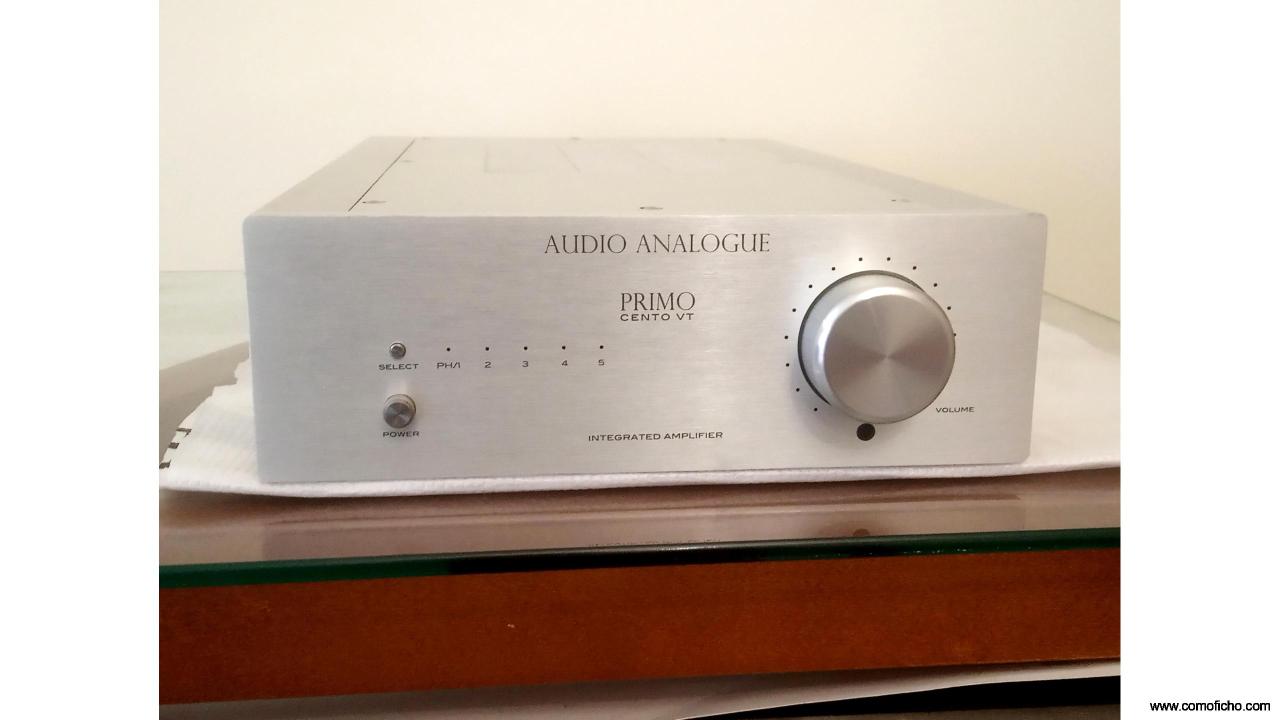 AUDIO ANALOGUE
PRIMO
CENTO VT
SELECT PH/1 2 3 4 5
POWER
VOLUME
INTEGRATED AMPLIFIER
www.comoficho.com